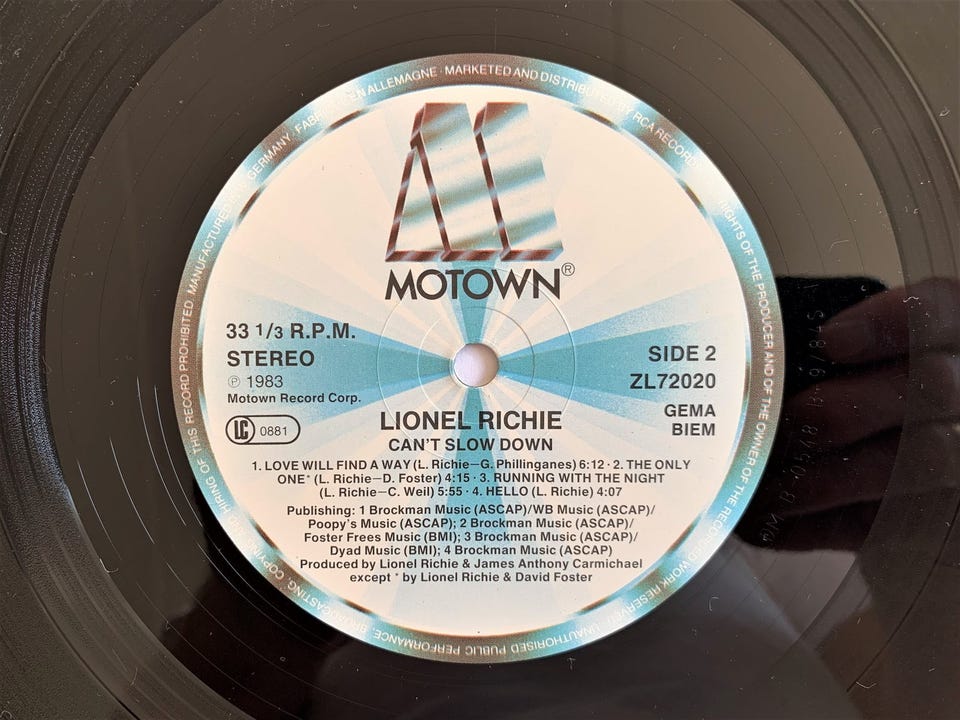 MANUFACTURED IN GERMANY. FABRIQUÉ EN ALLEMAGNE · MARKETED AND DISTRIBUTED BY RCA RECORDS
RIGHTS OF THE PRODUCER AND OF THE OWNER OF THE RECORDED WORK RESERVED. UNAUTHORISED PUBLIC PERFORMANCE, BROADCASTING, COPYING AND HIRING OF THIS RECORD PROHIBITED.
MOTOWN®
33 1/3 R.P.M.
STEREO
℗ 1983
Motown Record Corp.
LC 0881
SIDE 2
ZL72020
GEMA
BIEM
LIONEL RICHIE
CAN'T SLOW DOWN
1. LOVE WILL FIND A WAY (L. Richie–G. Phillinganes) 6:12 · 2. THE ONLY
ONE* (L. Richie–D. Foster) 4:15 · 3. RUNNING WITH THE NIGHT
(L. Richie–C. Weil) 5:55 · 4. HELLO (L. Richie) 4:07
Publishing: 1 Brockman Music (ASCAP)/WB Music (ASCAP)/
Poopy's Music (ASCAP); 2 Brockman Music (ASCAP)/
Foster Frees Music (BMI); 3 Brockman Music (ASCAP)/
Dyad Music (BMI); 4 Brockman Music (ASCAP)
Produced by Lionel Richie & James Anthony Carmichael
except * by Lionel Richie & David Foster